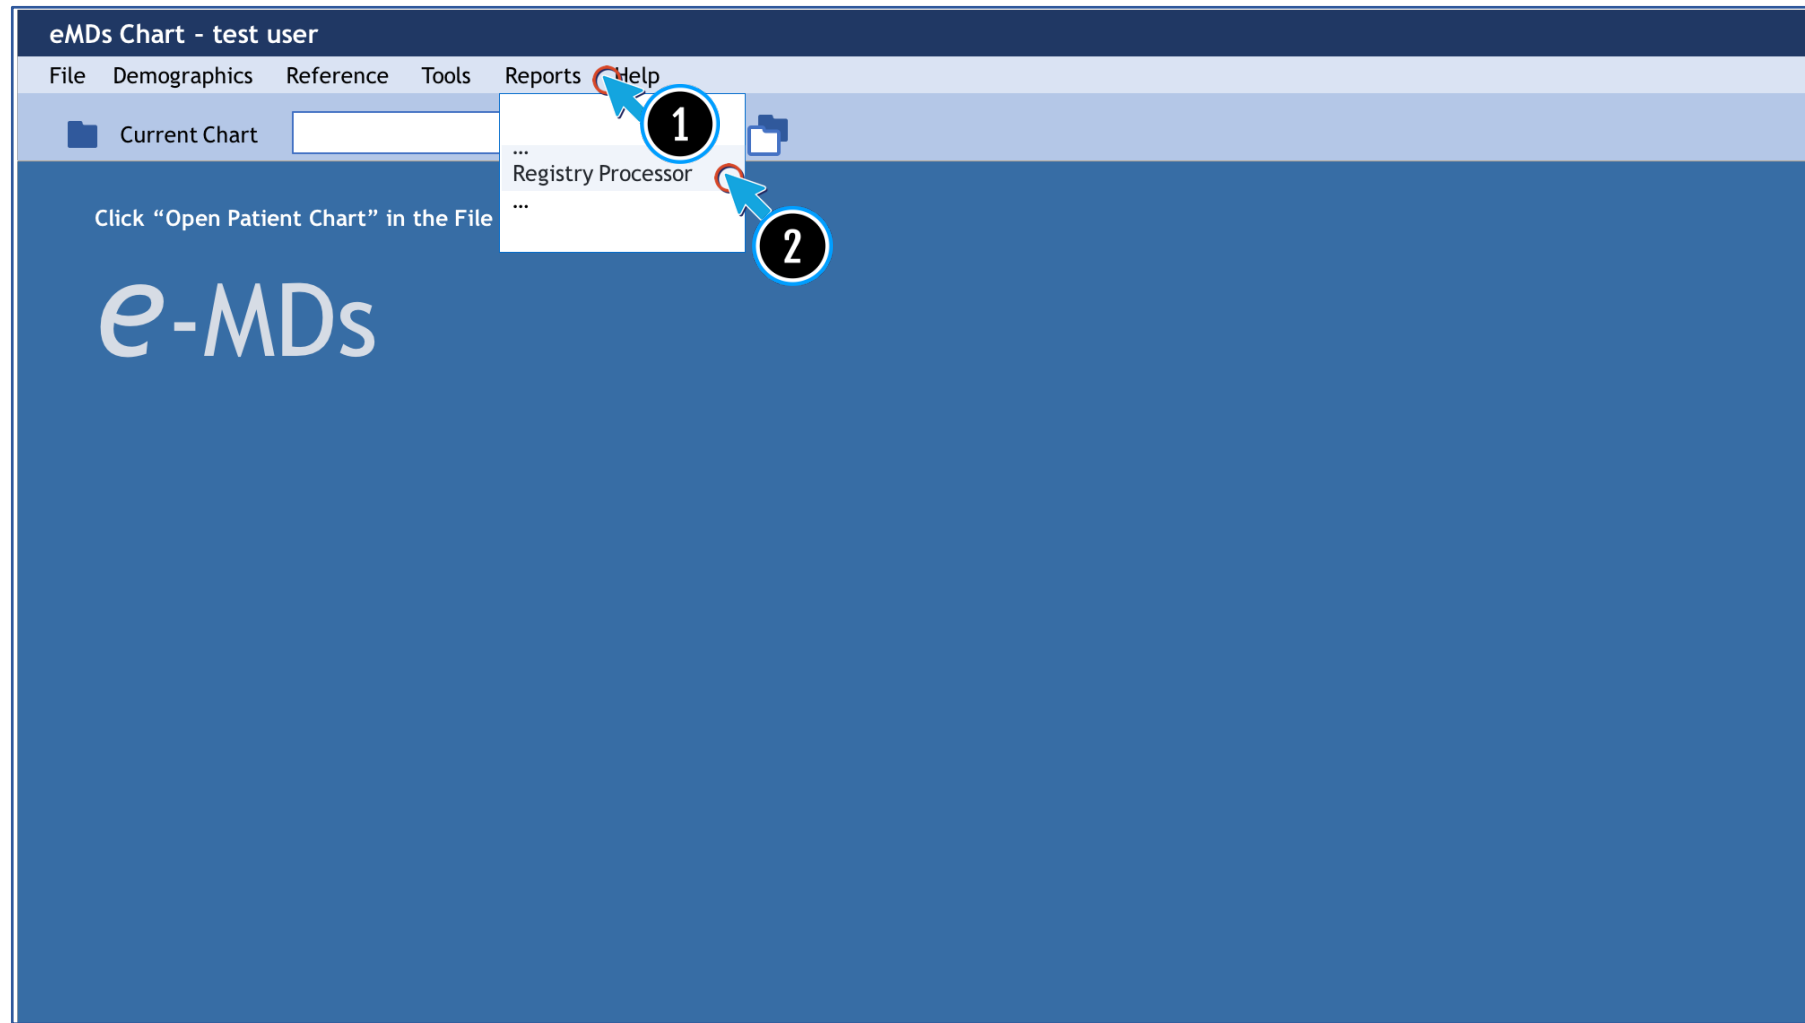 eMDs Chart – test user
File Demographics Reference Tools Reports Help
1
Current Chart
...
Registry Processor
...
2
Click “Open Patient Chart” in the File
e-MDs